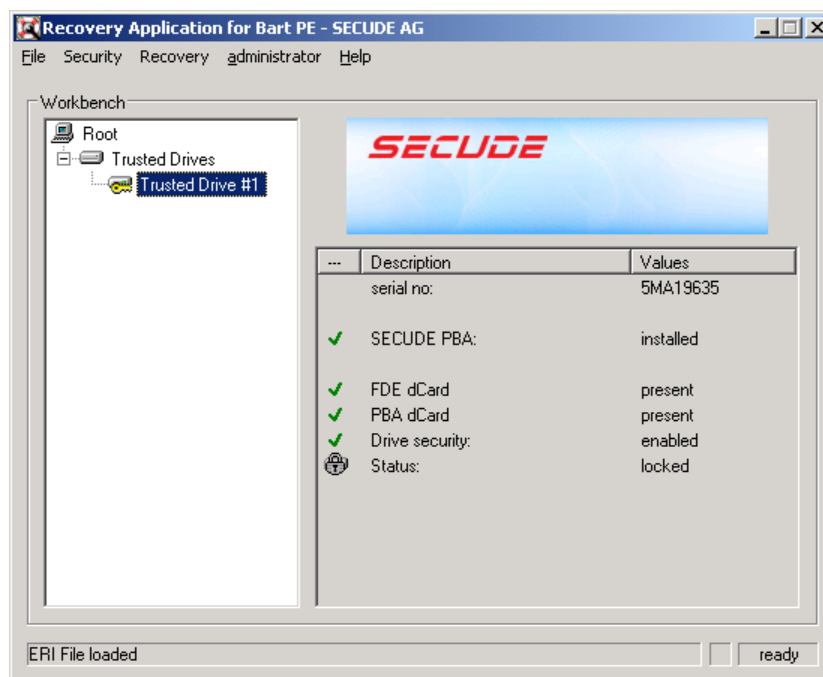 Recovery Application for Bart PE - SECUDE AG
File Security Recovery administrator Help
Workbench
Root
Trusted Drives
Trusted Drive #1
SECUDE
--- Description Values
serial no: 5MA19635
SECUDE PBA: installed
FDE dCard present
PBA dCard present
Drive security: enabled
Status: locked
ERI File loaded ready